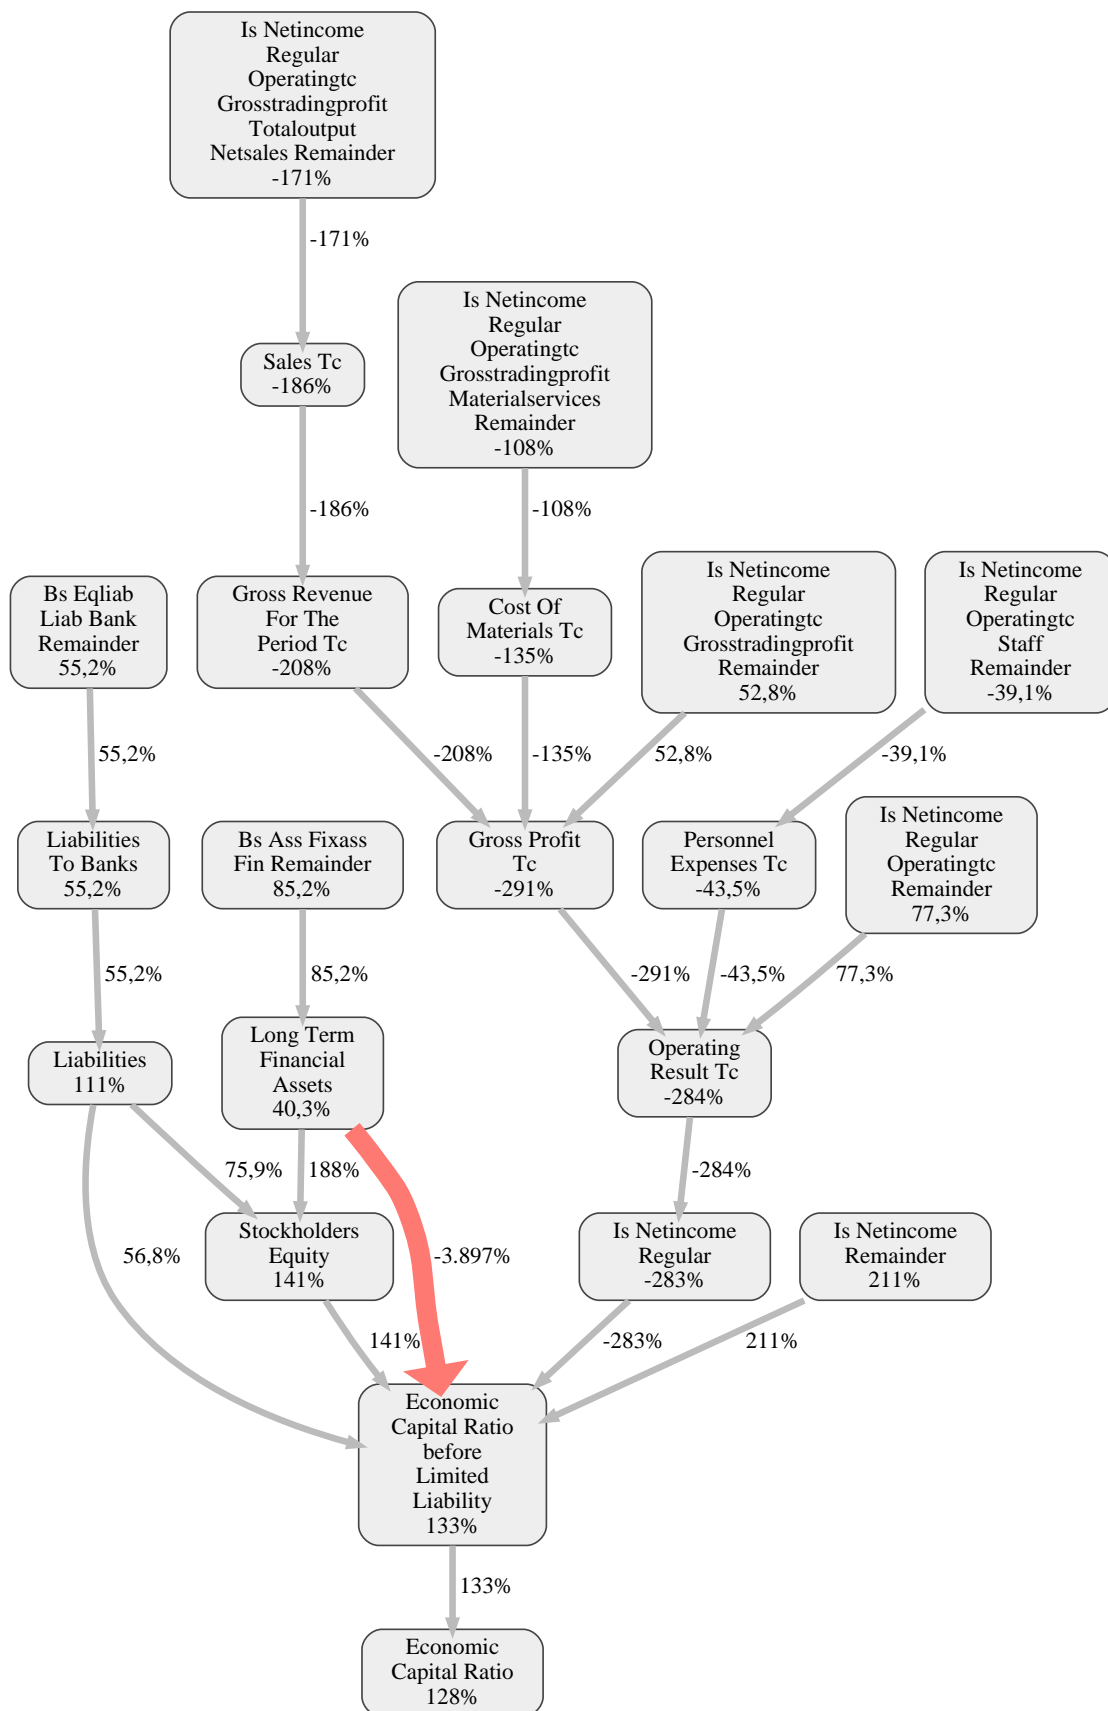 Is Netincome
Regular
Operatingtc
Grosstradingprofit
Totaloutput
Netsales Remainder
-171%
-171%
Is Netincome
Regular
Operatingtc
Grosstradingprofit
Materialservices
Remainder
-108%
Sales Tc
-186%
-186%
-108%
Bs Eqliab
Liab Bank
Remainder
55,2%
Gross Revenue
For The
Period Tc
-208%
Cost Of
Materials Tc
-135%
Is Netincome
Regular
Operatingtc
Grosstradingprofit
Remainder
52,8%
Is Netincome
Regular
Operatingtc
Staff
Remainder
-39,1%
55,2%
-208%
-135%
52,8%
-39,1%
Liabilities
To Banks
55,2%
Bs Ass Fixass
Fin Remainder
85,2%
Gross Profit
Tc
-291%
Personnel
Expenses Tc
-43,5%
Is Netincome
Regular
Operatingtc
Remainder
77,3%
55,2%
85,2%
-291%
-43,5%
77,3%
Liabilities
111%
Long Term
Financial
Assets
40,3%
Operating
Result Tc
-284%
75,9%
188%
-284%
Stockholders
Equity
141%
Is Netincome
Regular
-283%
Is Netincome
Remainder
211%
56,8%
-3.897%
141%
-283%
211%
Economic
Capital Ratio
before
Limited
Liability
133%
133%
Economic
Capital Ratio
128%